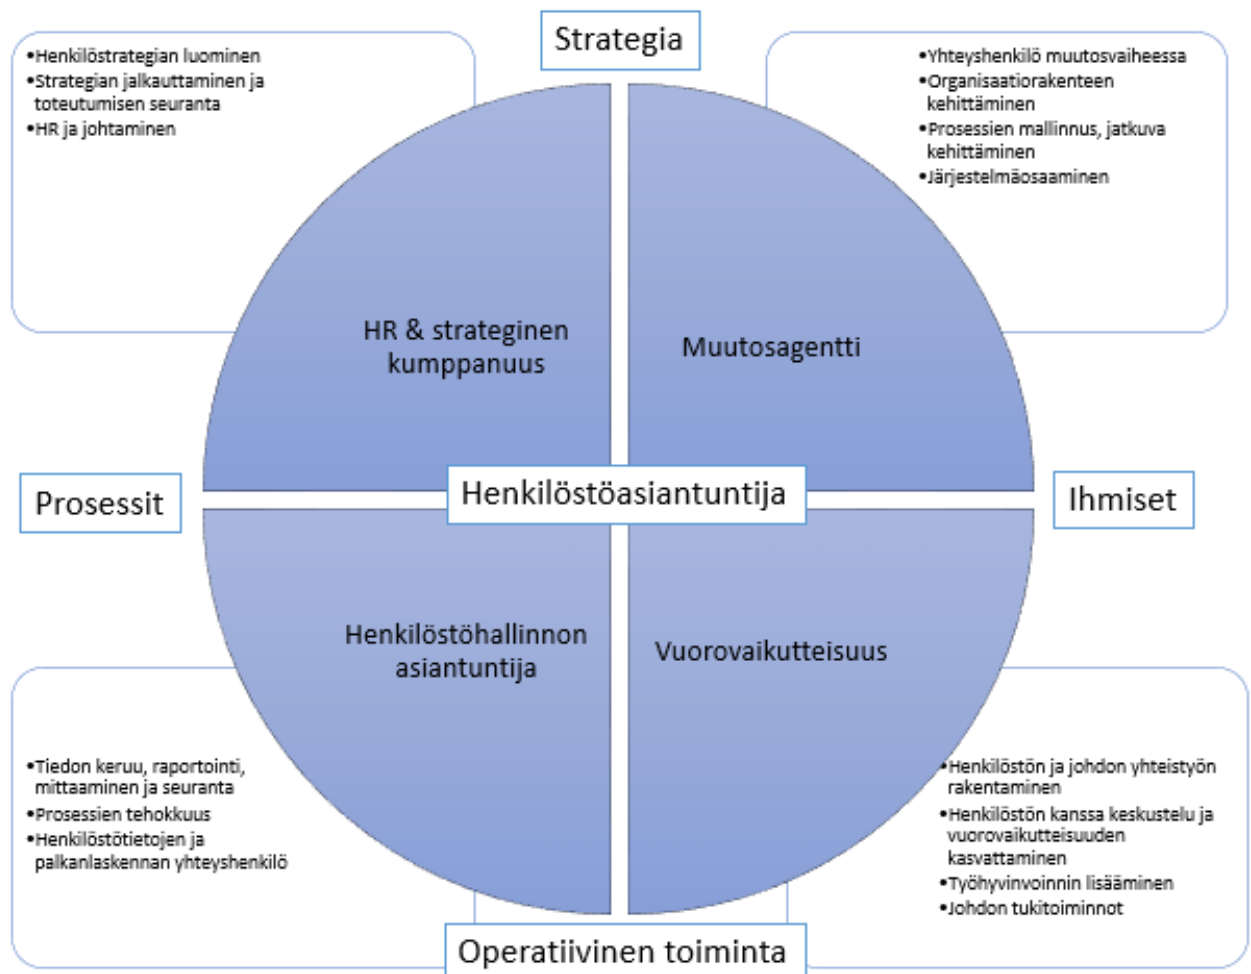 Strategia
•Henkilöstrategian luominen
•Strategian jalkauttaminen ja
toteutumisen seuranta
•HR ja johtaminen
•Yhteyshenkilö muutosvaiheessa
•Organisaatiorakenteen
kehittäminen
•Prosessien mallinnus, jatkuva
kehittäminen
•Järjestelmäosaaminen
HR & strateginen
kumppanuus
Muutosagentti
Prosessit
Henkilöstöasiantuntija
Ihmiset
Henkilöstöhallinnon
asiantuntija
Vuorovaikutteisuus
•Tiedon keruu, raportointi,
mittaaminen ja seuranta
•Prosessien tehokkuus
•Henkilöstötietojen ja
palkanlaskennan yhteyshenkilö
•Henkilöstön ja johdon yhteistyön
rakentaminen
•Henkilöstön kanssa keskustelu ja
vuorovaikutteisuuden
kasvattaminen
•Työhyvinvoinnin lisääminen
•Johdon tukitoiminnot
Operatiivinen toiminta